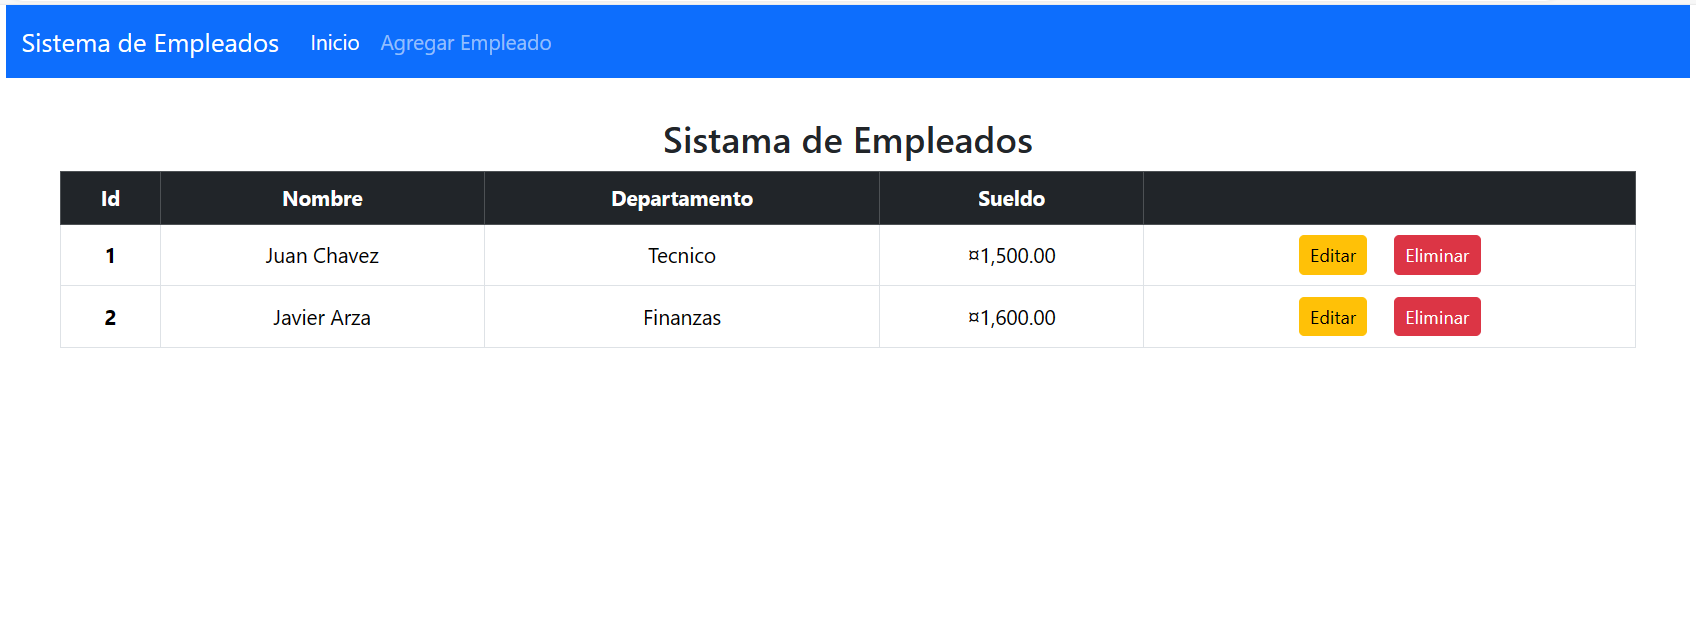 Sistema de Empleados Inicio Agregar Empleado
Sistama de Empleados
Id Nombre Departamento Sueldo
1 Juan Chavez Tecnico ¤1,500.00 Editar Eliminar
2 Javier Arza Finanzas ¤1,600.00 Editar Eliminar